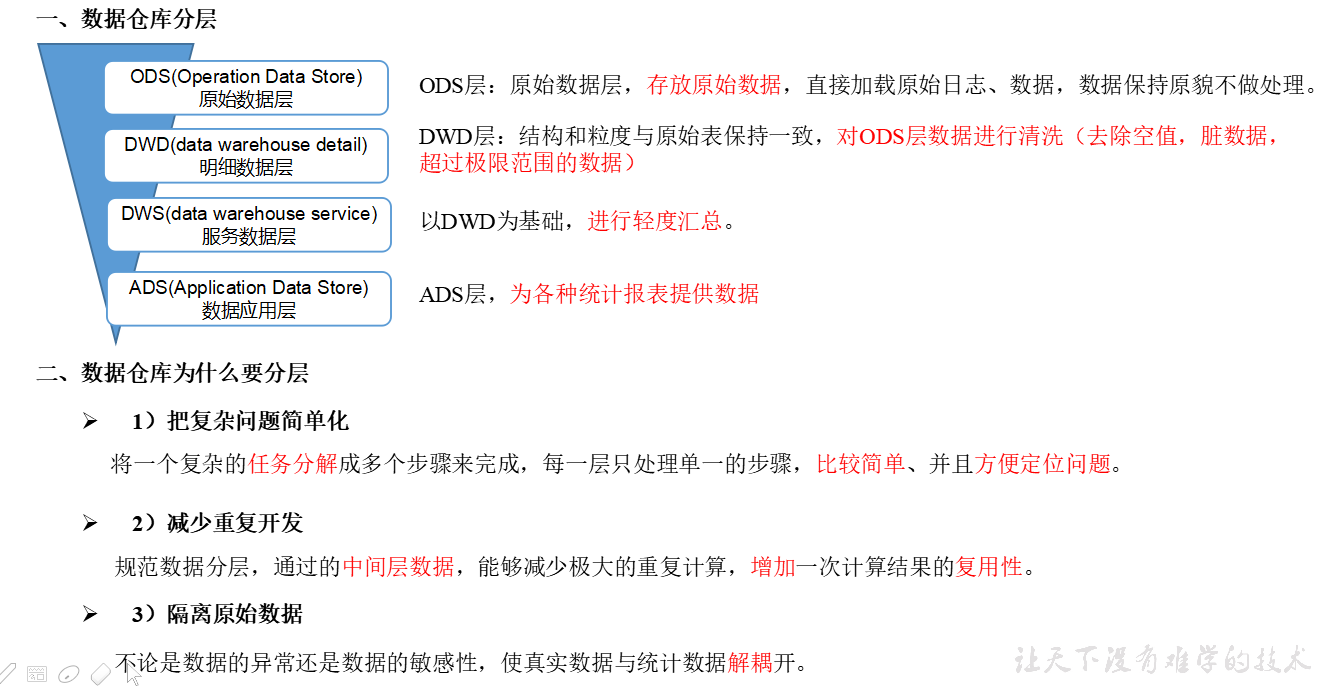 一、数据仓库分层
ODS(Operation Data Store)
原始数据层
ODS层：原始数据层，存放原始数据，直接加载原始日志、数据，数据保持原貌不做处理。
DWD(data warehouse detail)
明细数据层
DWD层：结构和粒度与原始表保持一致，对ODS层数据进行清洗（去除空值，脏数据，
超过极限范围的数据）
DWS(data warehouse service)
服务数据层
以DWD为基础，进行轻度汇总。
ADS(Application Data Store)
数据应用层
ADS层，为各种统计报表提供数据
二、数据仓库为什么要分层
1）把复杂问题简单化
将一个复杂的任务分解成多个步骤来完成，每一层只处理单一的步骤，比较简单、并且方便定位问题。
2）减少重复开发
规范数据分层，通过的中间层数据，能够减少极大的重复计算，增加一次计算结果的复用性。
3）隔离原始数据
不论是数据的异常还是数据的敏感性，使真实数据与统计数据解耦开。
让天下没有难学的技术